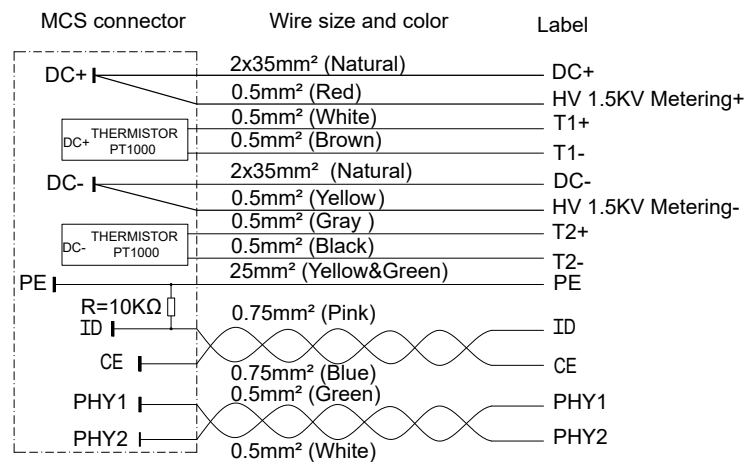 MCS connector Wire size and color Label
DC+ 2x35mm² (Natural) DC+
0.5mm² (Red) HV 1.5KV Metering+
0.5mm² (White) T1+
DC+ THERMISTOR PT1000 0.5mm² (Brown) T1-
DC- 2x35mm² (Natural) DC-
0.5mm² (Yellow) HV 1.5KV Metering-
0.5mm² (Gray ) T2+
DC- THERMISTOR PT1000 0.5mm² (Black) T2-
PE 25mm² (Yellow&Green) PE
R=10KΩ
ID 0.75mm² (Pink) ID
CE 0.75mm² (Blue) CE
PHY1 0.5mm² (Green) PHY1
PHY2 0.5mm² (White) PHY2